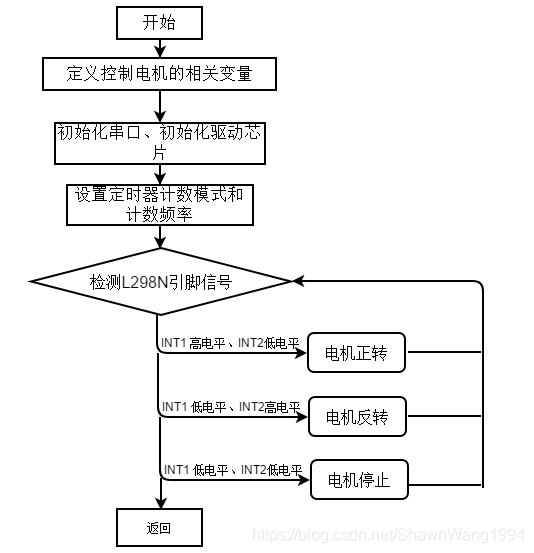 开始
定义控制电机的相关变量
初始化串口、初始化驱动芯
片
设置定时器计数模式和
计数频率
检测L298N引脚信号
INT1 高电平、INT2低电平
电机正转
INT1 低电平、INT2高电平
电机反转
INT1 低电平、INT2低电平
电机停止
返回
https://blog.csdn.net/ShawnWang1994